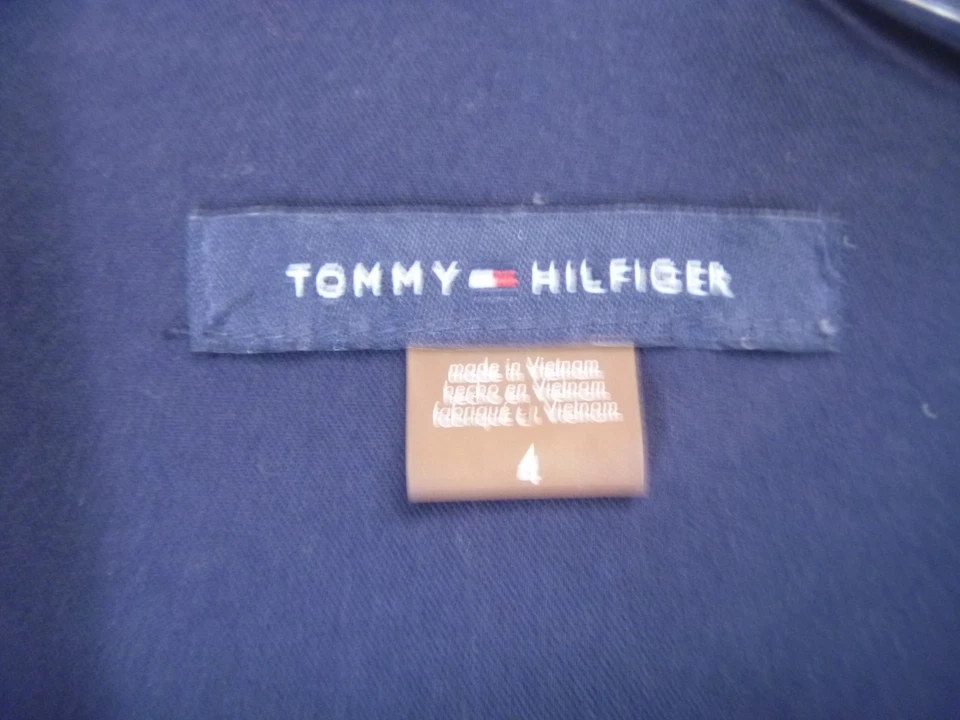 TOMMY HILFIGER
made in Vietnam
hecho en Vietnam
fabriqué en Vietnam
4